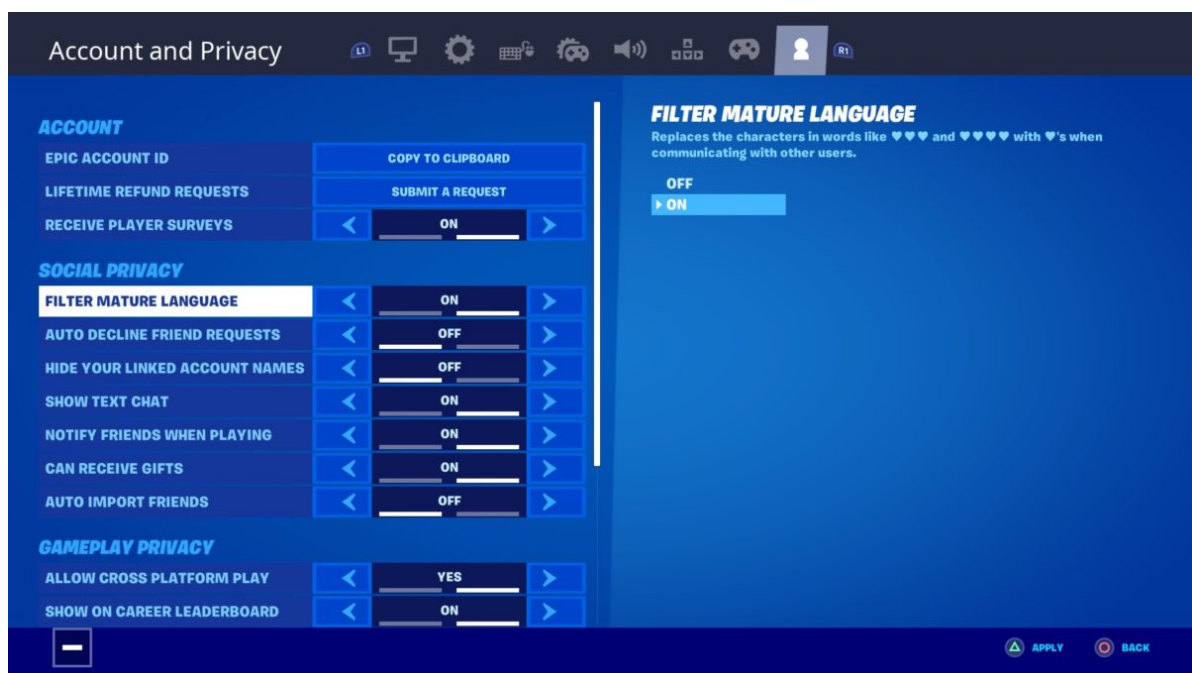 Account and Privacy
L1
R1
ACCOUNT
EPIC ACCOUNT ID
COPY TO CLIPBOARD
LIFETIME REFUND REQUESTS
SUBMIT A REQUEST
RECEIVE PLAYER SURVEYS
ON
SOCIAL PRIVACY
FILTER MATURE LANGUAGE
ON
AUTO DECLINE FRIEND REQUESTS
OFF
HIDE YOUR LINKED ACCOUNT NAMES
OFF
SHOW TEXT CHAT
ON
NOTIFY FRIENDS WHEN PLAYING
ON
CAN RECEIVE GIFTS
ON
AUTO IMPORT FRIENDS
OFF
GAMEPLAY PRIVACY
ALLOW CROSS PLATFORM PLAY
YES
SHOW ON CAREER LEADERBOARD
ON
FILTER MATURE LANGUAGE
Replaces the characters in words like ♥♥♥ and ♥♥♥♥ with ♥'s when
communicating with other users.
OFF
ON
APPLY
BACK